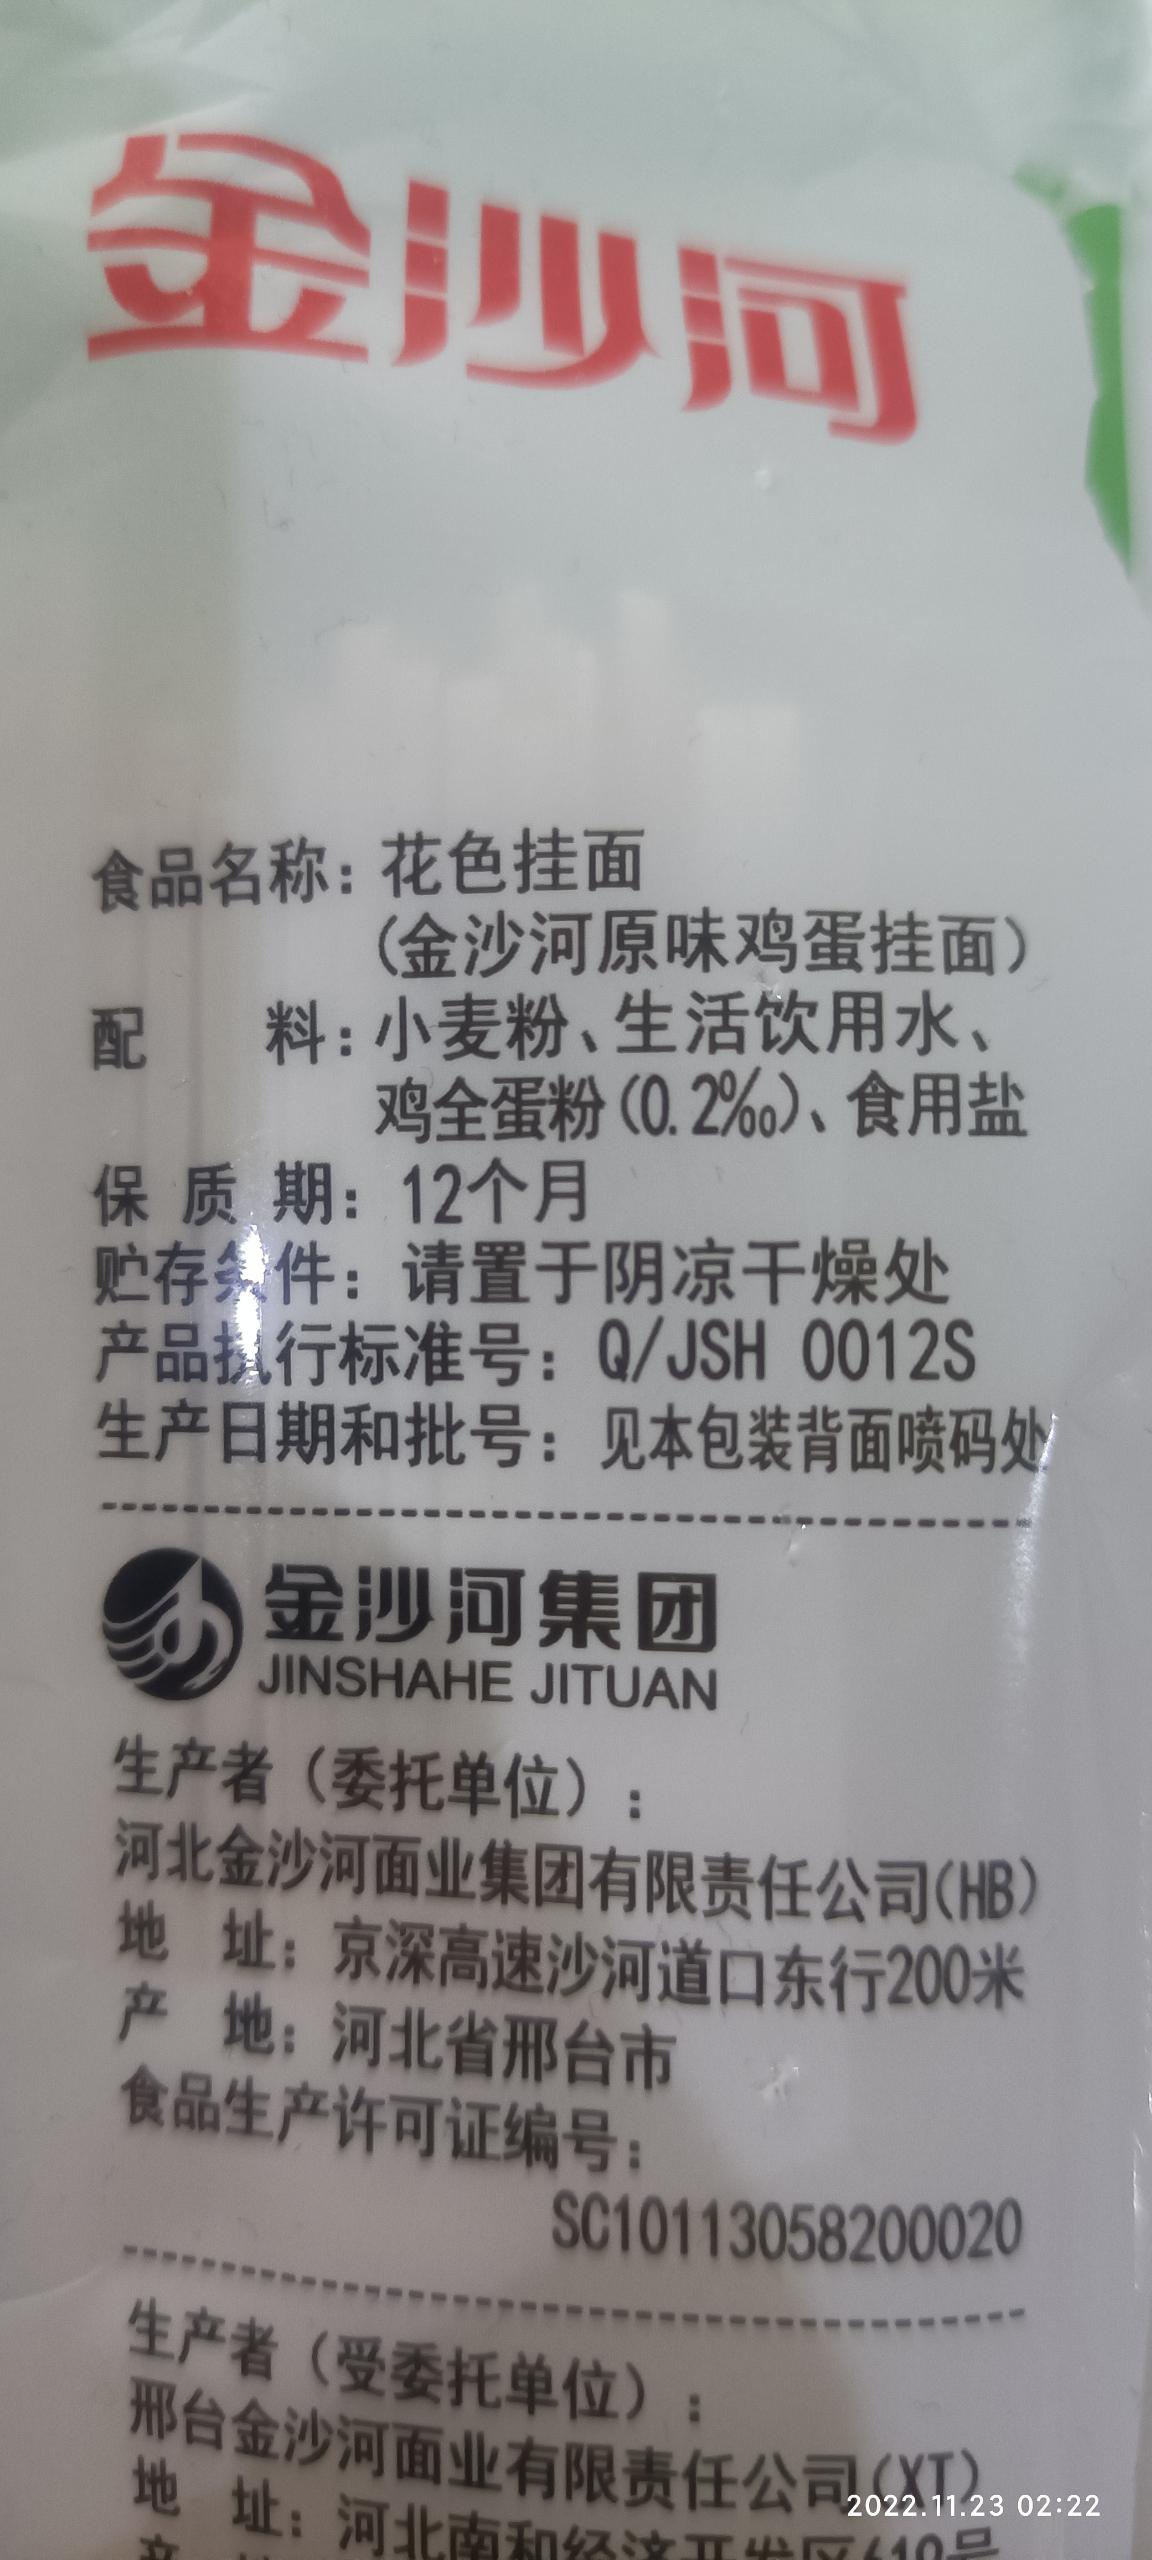 金沙河
食品名称：花色挂面
(金沙河原味鸡蛋挂面)
配 料：小麦粉、生活饮用水、
鸡全蛋粉(0.2‰)、食用盐
保 质 期：12个月
贮存条件：请置于阴凉干燥处
产品执行标准号：Q/JSH 0012S
生产日期和批号：见本包装背面喷码处
金沙河集团
JINSHAHE JITUAN
生产者（委托单位）：
河北金沙河面业集团有限责任公司(HB)
地 址：京深高速沙河道口东行200米
产 地：河北省邢台市
食品生产许可证编号：
SC10113058200020
生产者（受委托单位）：
邢台金沙河面业有限责任公司(XT)
地 址：河北南和经济开发区619号
2022.11.23 02:22